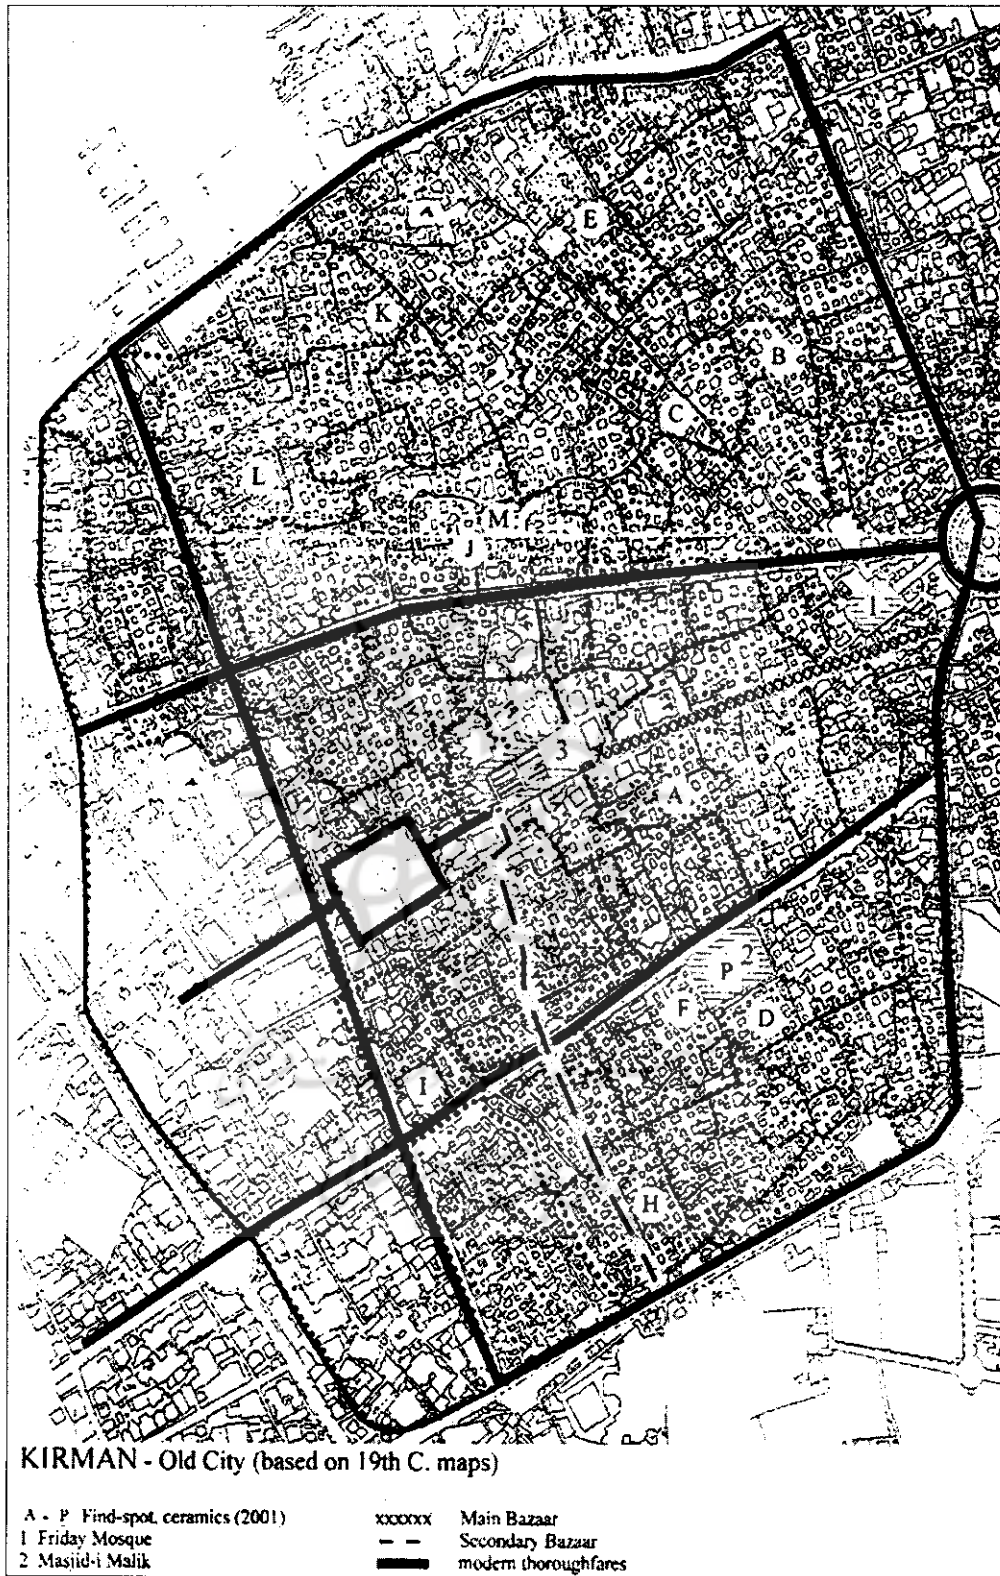 A
E
K
B
C
L
M
J
1
3
A
2
P
F
D
I
H
KIRMAN - Old City (based on 19th C. maps)
A - P Find-spot, ceramics (2001)
1 Friday Mosque
2 Masjid-i Malik
xxxxxx Main Bazaar
Secondary Bazaar
modern thoroughfares